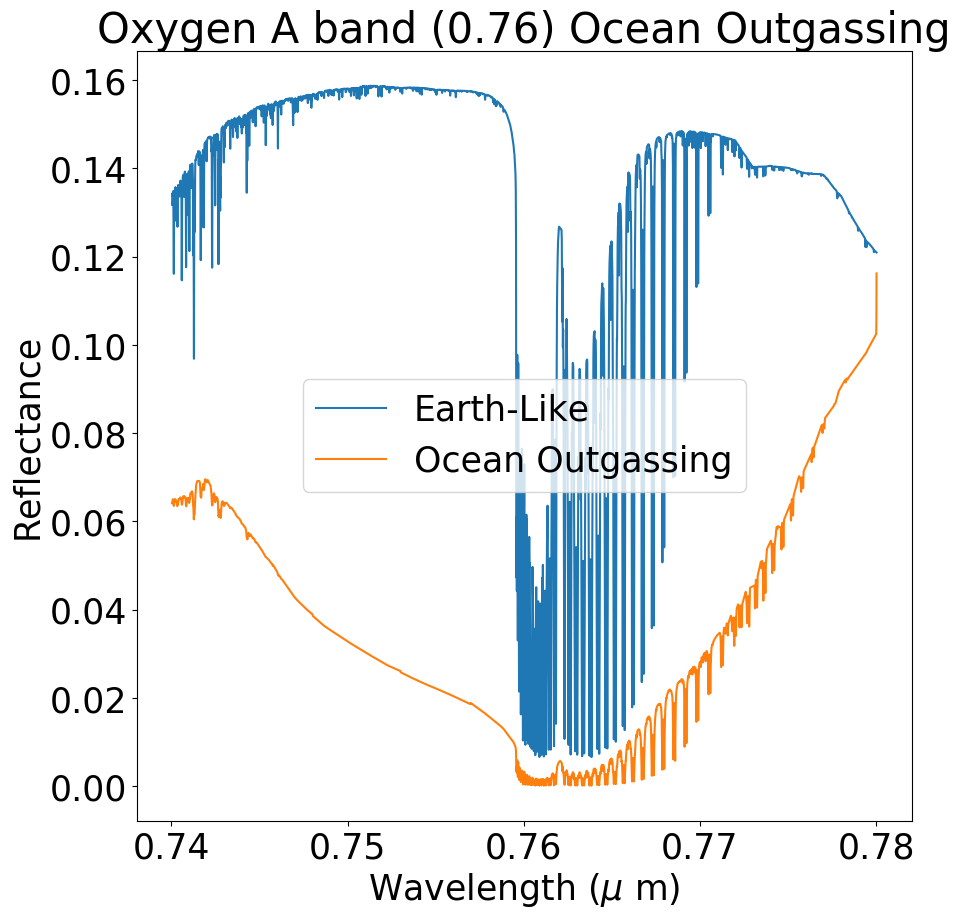 Oxygen A band (0.76) Ocean Outgassing
0.16
0.14
0.12
0.10
0.08
0.06
0.04
0.02
0.00
Reflectance
Earth-Like
Ocean Outgassing
0.74 0.75 0.76 0.77 0.78
Wavelength (μ m)